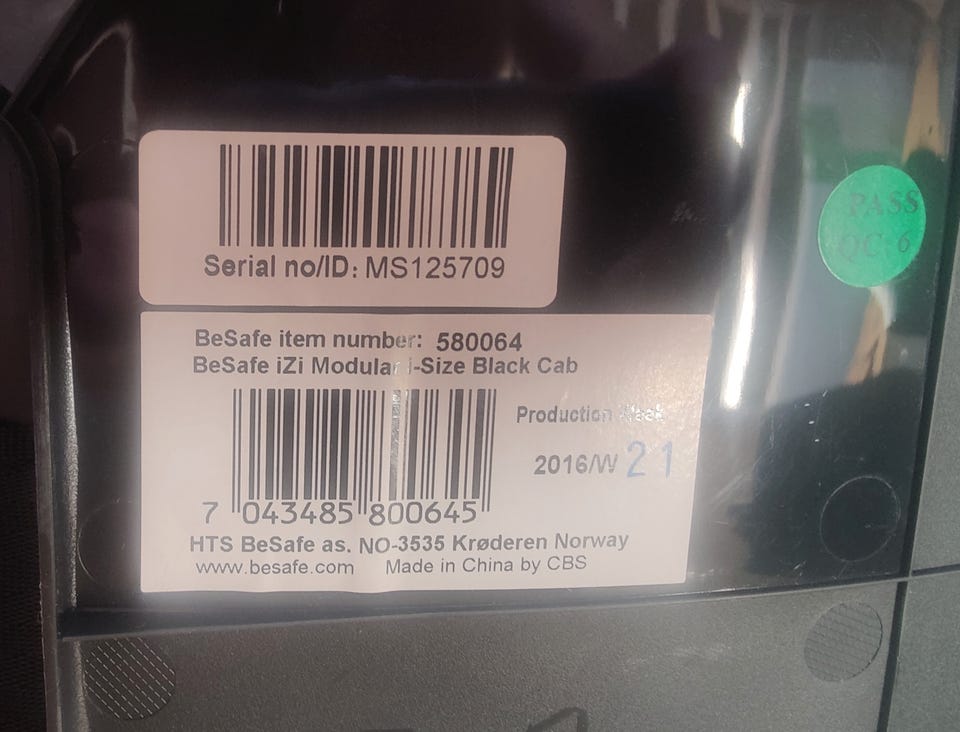 Serial no/ID: MS125709
PASS
QC 6
BeSafe item number: 580064
BeSafe iZi Modular i-Size Black Cab
Production Week
2016/W 21
7 043485 800645
HTS BeSafe as. NO-3535 Krøderen Norway
www.besafe.com Made in China by CBS